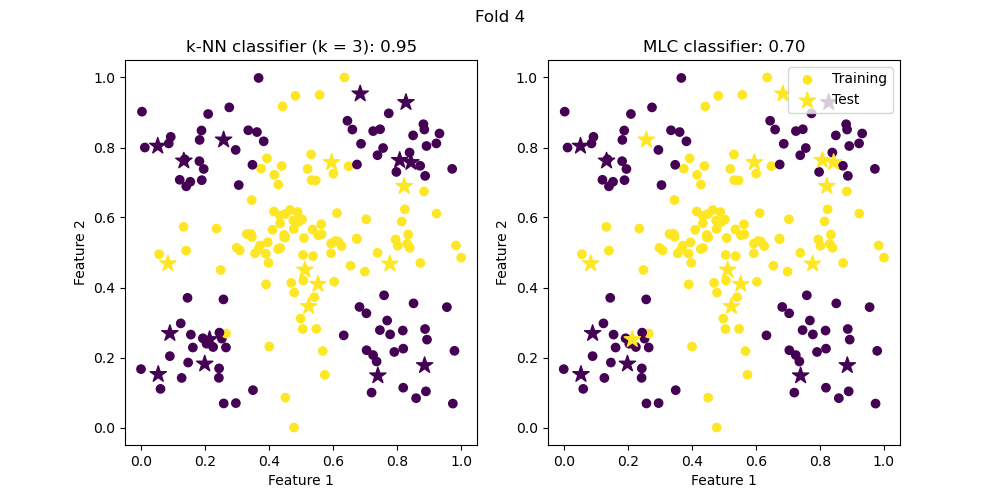 Fold 4
k-NN classifier (k = 3): 0.95
1.0
0.8
0.6
0.4
0.2
0.0
Feature 2
0.0 0.2 0.4 0.6 0.8 1.0
Feature 1
MLC classifier: 0.70
Training
Test
1.0
0.8
0.6
0.4
0.2
0.0
Feature 2
0.0 0.2 0.4 0.6 0.8 1.0
Feature 1